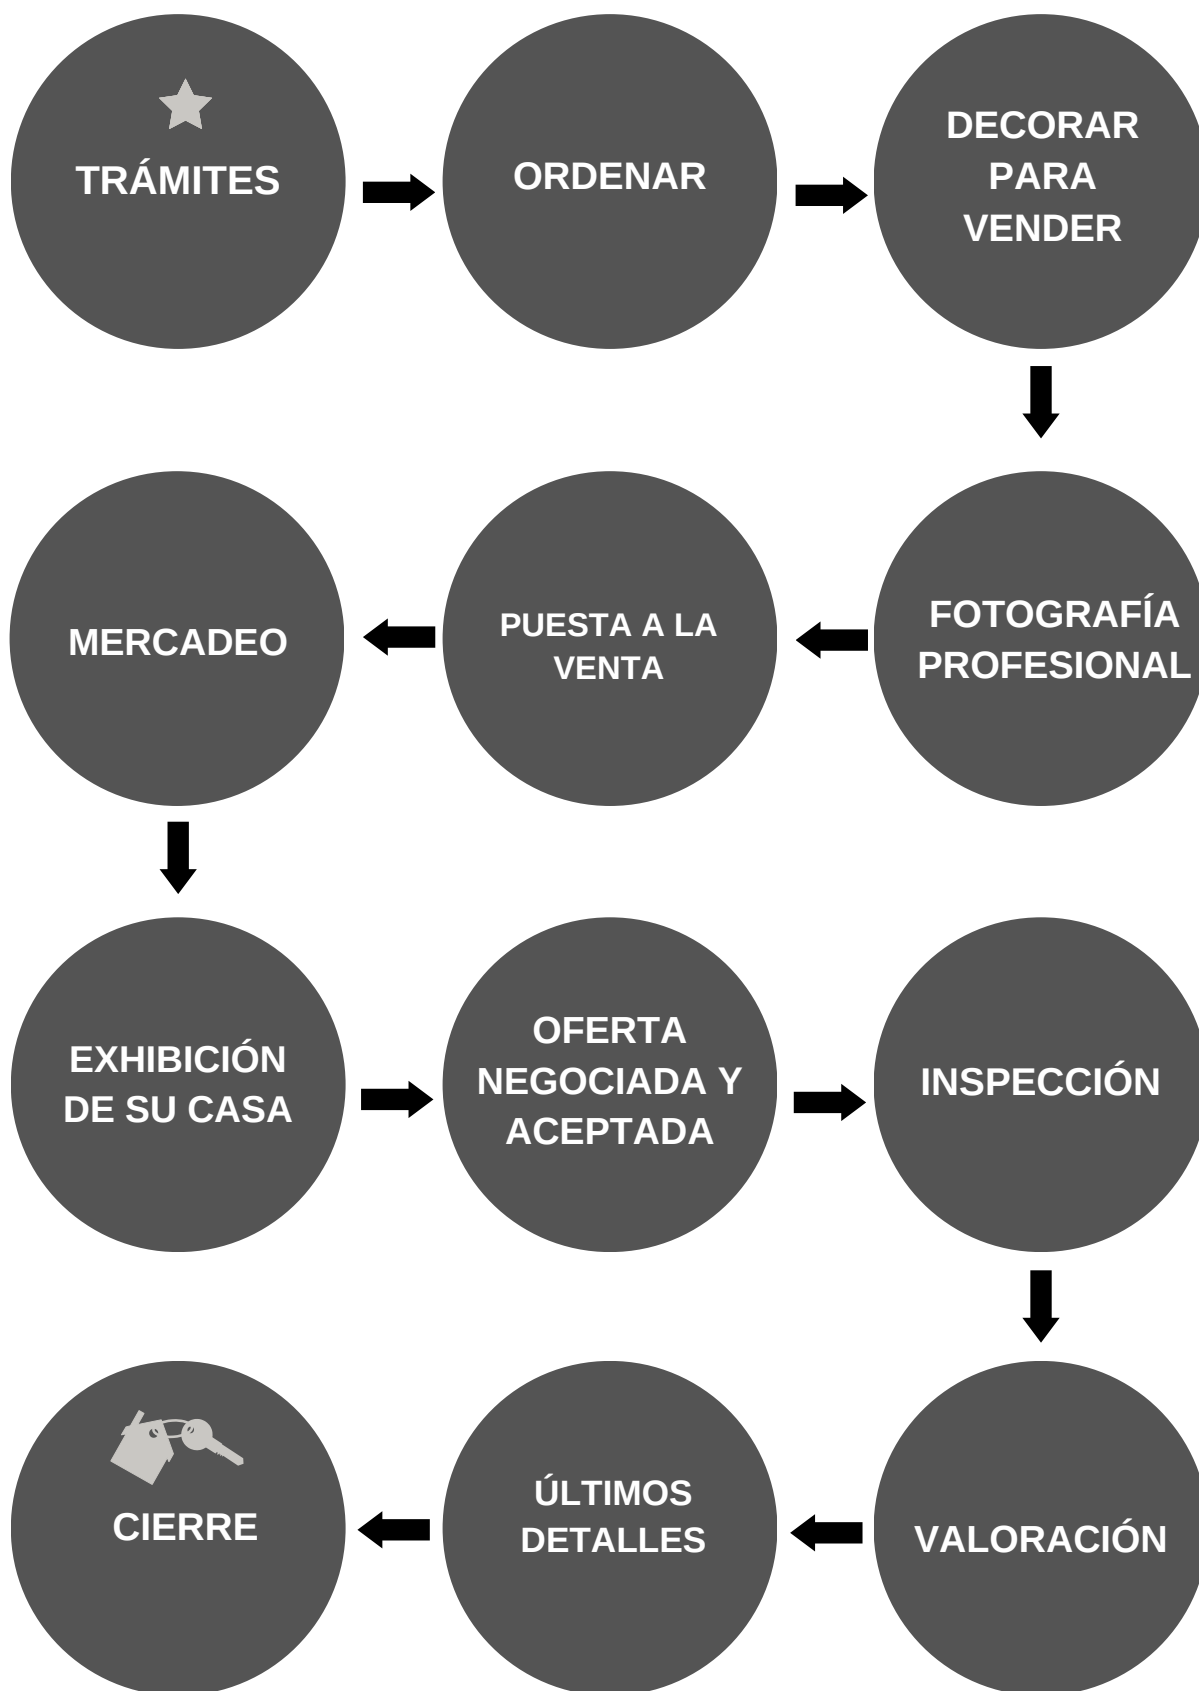 TRÁMITES
ORDENAR
DECORAR
PARA
VENDER
FOTOGRAFÍA
PROFESIONAL
PUESTA A LA
VENTA
MERCADEO
EXHIBICIÓN
DE SU CASA
OFERTA
NEGOCIADA Y
ACEPTADA
INSPECCIÓN
VALORACIÓN
ÚLTIMOS
DETALLES
CIERRE